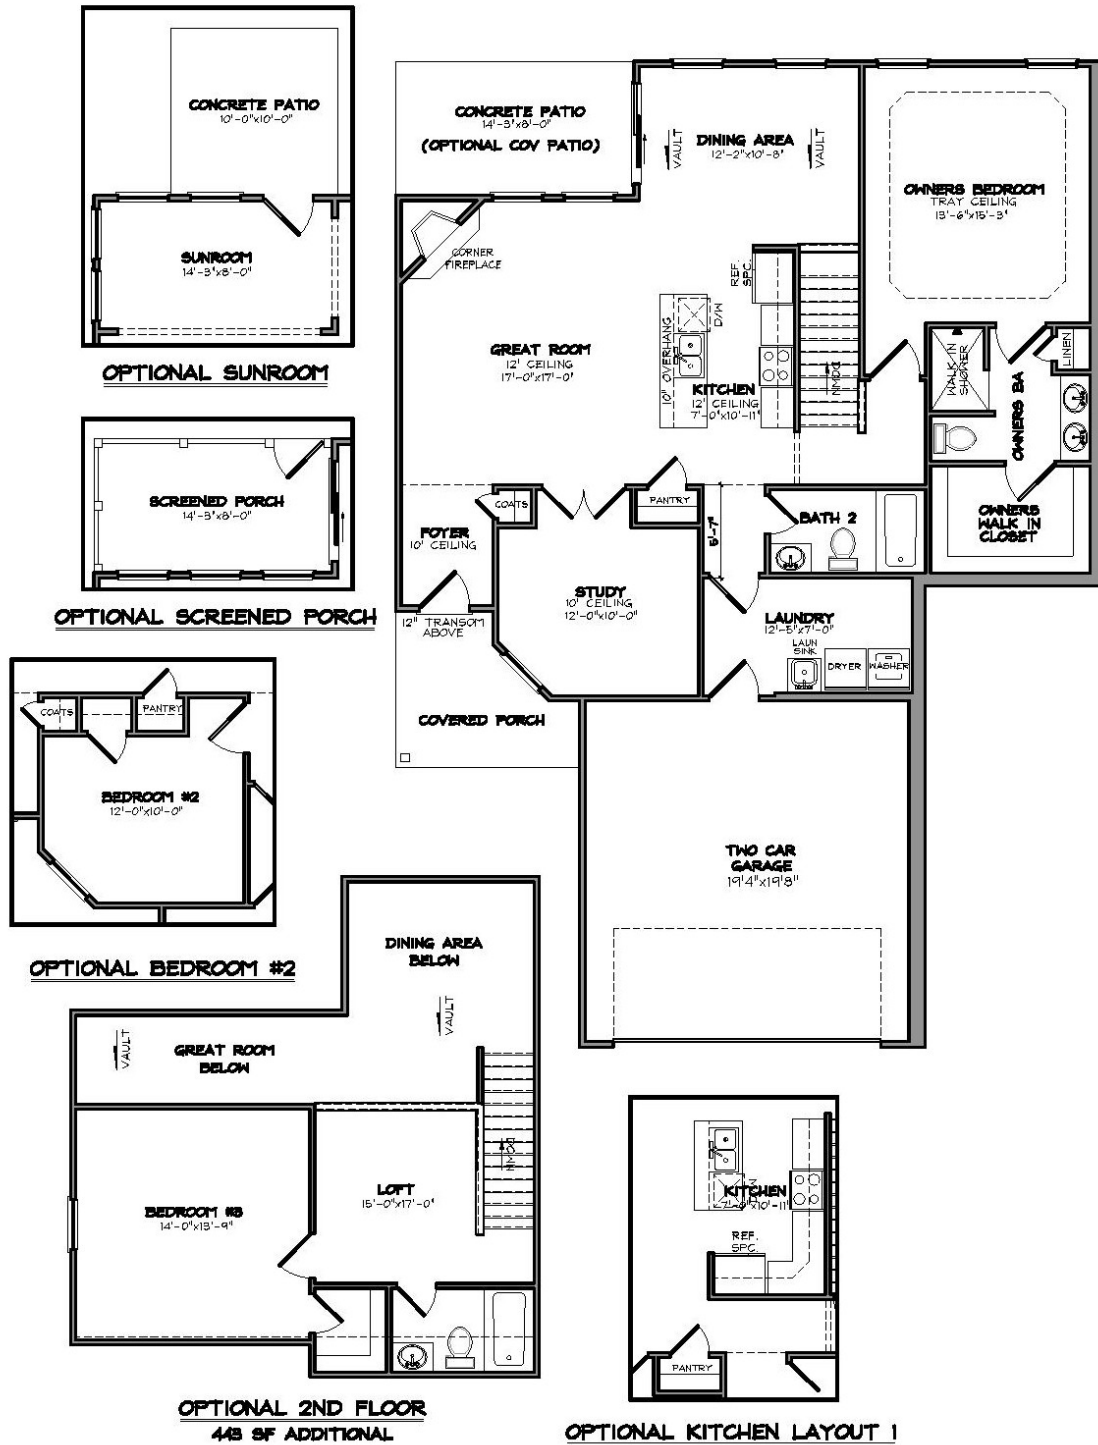 CONCRETE PATIO
10'-0"x10'-0"
SUNROOM
14'-3"x8'-0"
OPTIONAL SUNROOM
SCREENED PORCH
14'-3"x8'-0"
OPTIONAL SCREENED PORCH
COATS
PANTRY
BEDROOM #2
12'-0"x10'-0"
OPTIONAL BEDROOM #2
CONCRETE PATIO
14'-3"x8'-0"
(OPTIONAL COV PATIO)
VAULT
DINING AREA
12'-2"x10'-8"
VAULT
OWNERS BEDROOM
TRAY CEILING
13'-6"x15'-3"
CORNER
FIREPLACE
REF.
SPC.
D/W
10" OVERHANG
GREAT ROOM
12' CEILING
17'-0"x17'-0"
KITCHEN
12' CEILING
7'-0"x10'-11"
DOWN
WALK IN
SHOWER
LINEN
OWNERS BA
COATS
PANTRY
FOYER
10' CEILING
5'-7"
BATH 2
OWNERS
WALK IN
CLOSET
STUDY
10' CEILING
12'-0"x10'-0"
12" TRANSOM
ABOVE
LAUNDRY
12'-5"x7'-0"
LAUN
SINK
DRYER
WASHER
COVERED PORCH
TWO CAR
GARAGE
19'4"x19'8"
DINING AREA
BELOW
VAULT
VAULT
GREAT ROOM
BELOW
DOWN
LOFT
15'-0"x17'-0"
BEDROOM #3
14'-0"x13'-9"
OPTIONAL 2ND FLOOR
443 SF ADDITIONAL
KITCHEN
REF.
SPC.
PANTRY
OPTIONAL KITCHEN LAYOUT 1